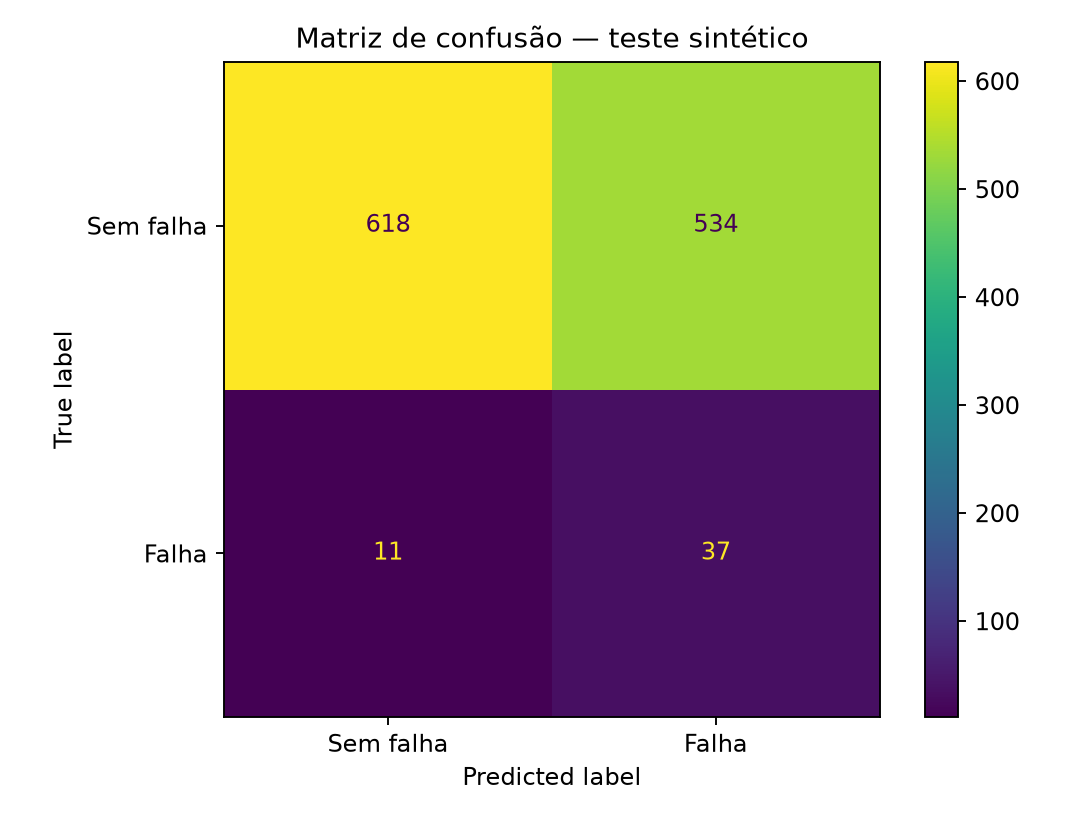 Matriz de confusão — teste sintético
600
500
400
300
200
100
True label
Sem falha
618
534
Falha
11
37
Sem falha
Falha
Predicted label